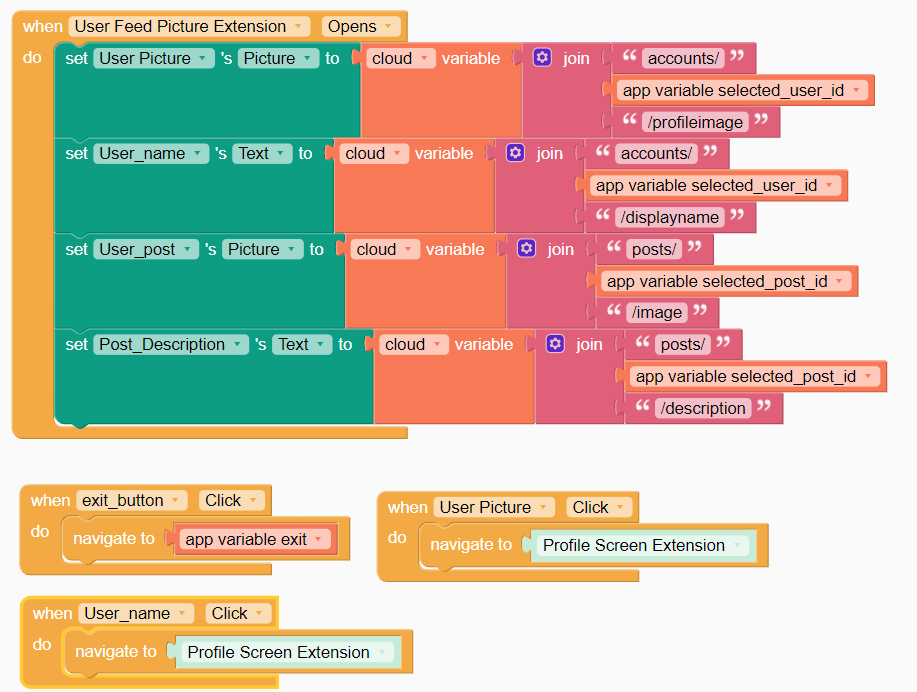 when User Feed Picture Extension Opens
do set User Picture 's Picture to cloud variable join “ accounts/ ”
app variable selected_user_id
“ /profileimage ”
set User_name 's Text to cloud variable join “ accounts/ ”
app variable selected_user_id
“ /displayname ”
set User_post 's Picture to cloud variable join “ posts/ ”
app variable selected_post_id
“ /image ”
set Post_Description 's Text to cloud variable join “ posts/ ”
app variable selected_post_id
“ /description ”
when exit_button Click
do navigate to app variable exit
when User Picture Click
do navigate to Profile Screen Extension
when User_name Click
do navigate to Profile Screen Extension